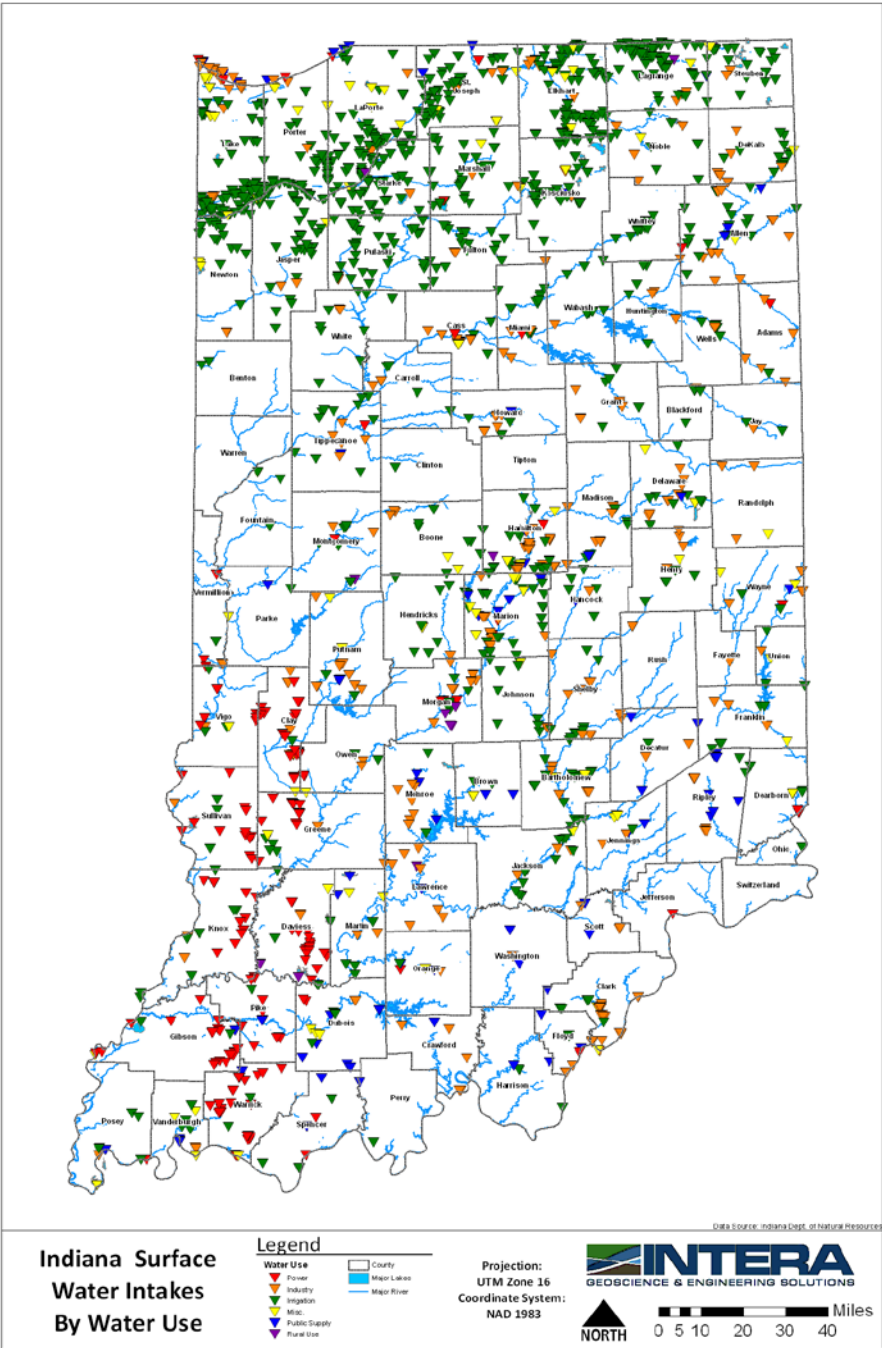 St.
Joseph
Elkhart
Lagrange
Steuben
LaPorte
Porter
Lake
Noble
DeKalb
Starke
Marshall
Kosciusko
Whitley
Allen
Newton
Jasper
Pulaski
Fulton
White
Cass
Miami
Wabash
Huntington
Wells
Adams
Benton
Carroll
Grant
Blackford
Jay
Howard
Warren
Tippecanoe
Clinton
Tipton
Delaware
Madison
Randolph
Fountain
Montgomery
Boone
Hamilton
Henry
Wayne
Vermillion
Parke
Hendricks
Marion
Hancock
Putnam
Rush
Fayette
Union
Vigo
Clay
Morgan
Johnson
Shelby
Franklin
Owen
Decatur
Monroe
Brown
Bartholomew
Ripley
Dearborn
Sullivan
Greene
Jennings
Ohio
Jackson
Lawrence
Jefferson
Switzerland
Knox
Daviess
Martin
Scott
Orange
Washington
Clark
Pike
Dubois
Gibson
Crawford
Floyd
Harrison
Perry
Posey
Vanderburgh
Warrick
Spencer
Data Source: Indiana Dept. of Natural Resources
Indiana Surface
Water Intakes
By Water Use
Legend
Water Use
Power
Industry
Irrigation
Misc.
Public Supply
Rural Use
County
Major Lakes
Major River
Projection:
UTM Zone 16
Coordinate System:
NAD 1983
INTERA
GEOSCIENCE & ENGINEERING SOLUTIONS
NORTH
Miles
0 5 10 20 30 40